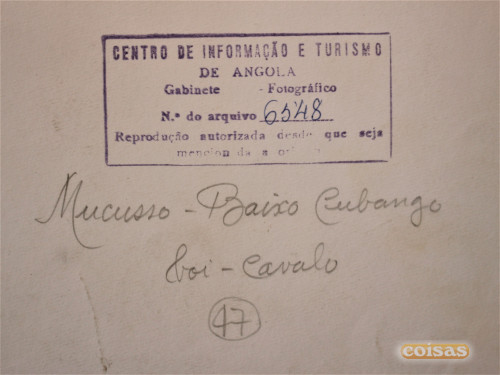 CENTRO DE INFORMAÇÃO E TURISMO
DE ANGOLA
Gabinete - Fotográfico
N.º do arquivo 6548
Reprodução autorizada desde que seja
a
Mucusso - Baixo Cubango
boi - cavalo
47
coisas